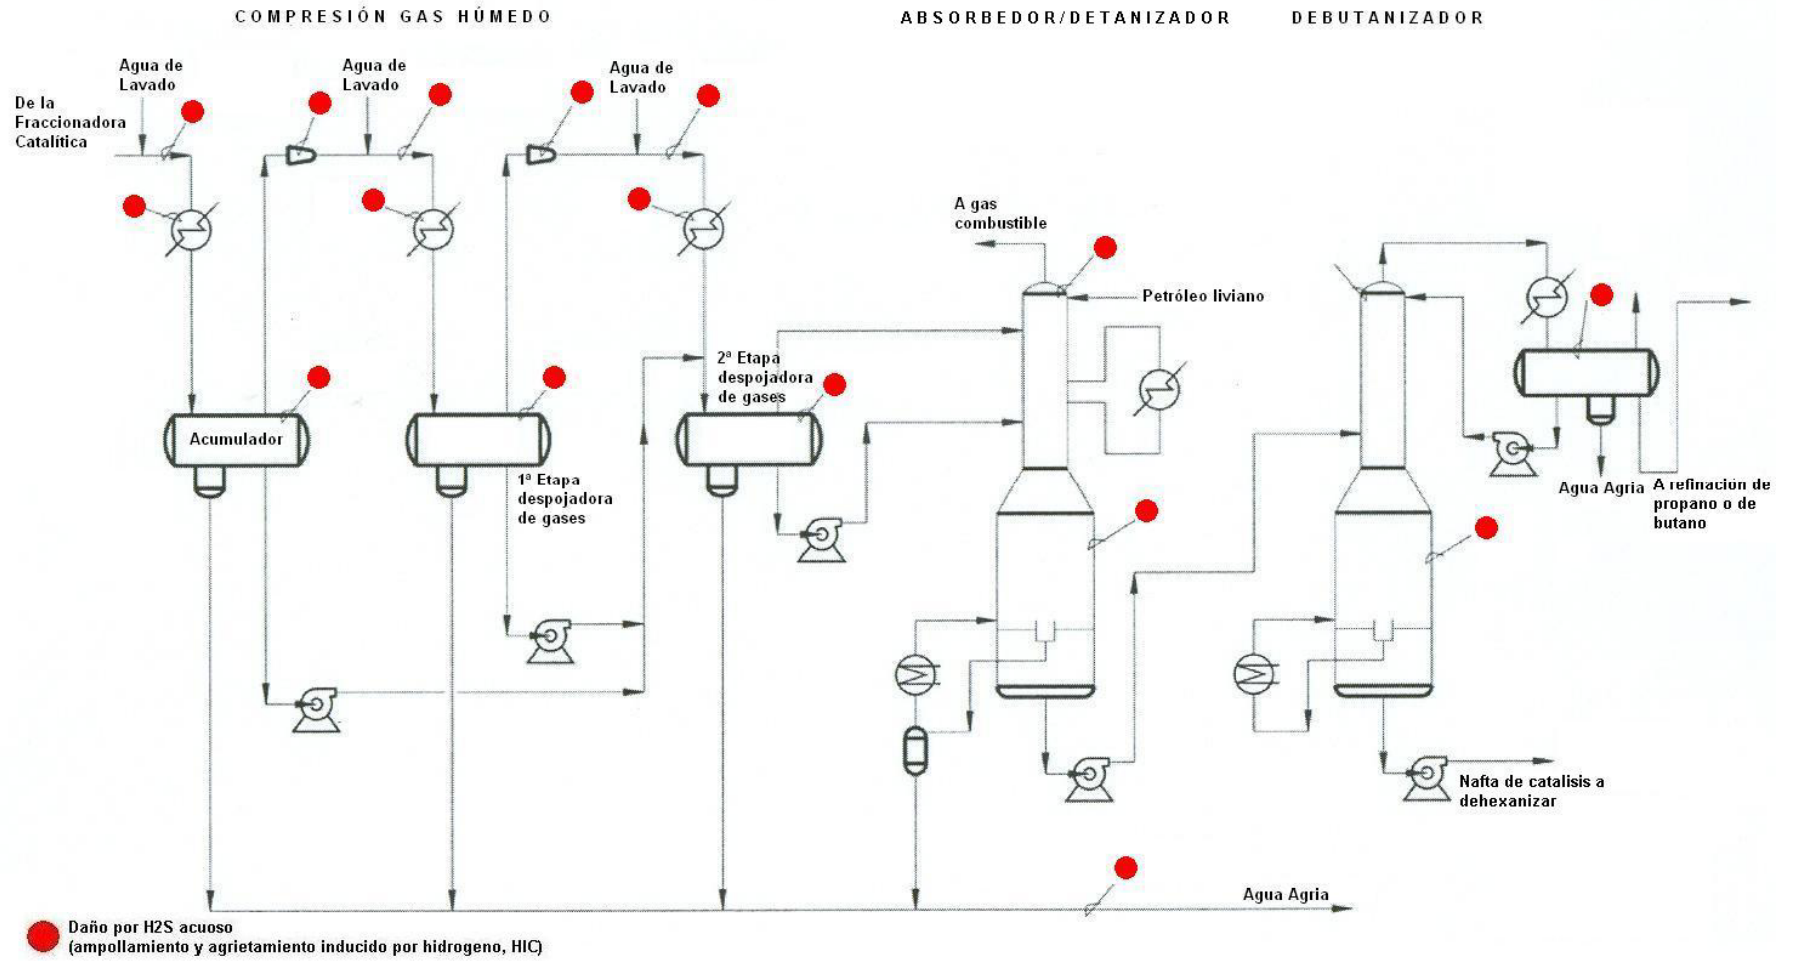 COMPRESIÓN GAS HÚMEDO
ABSORBEDOR/DETANIZADOR
DEBUTANIZADOR
Agua de
Lavado
Agua de
Lavado
Agua de
Lavado
De la
Fraccionadora
Catalítica
A gas
combustible
Petróleo liviano
2ª Etapa
despojadora
de gases
Acumulador
1ª Etapa
despojadora
de gases
Agua Agria
A refinación de
propano o de
butano
Nafta de catalisis a
dehexanizar
Agua Agria
Daño por H2S acuoso
(ampollamiento y agrietamiento inducido por hidrogeno, HIC)